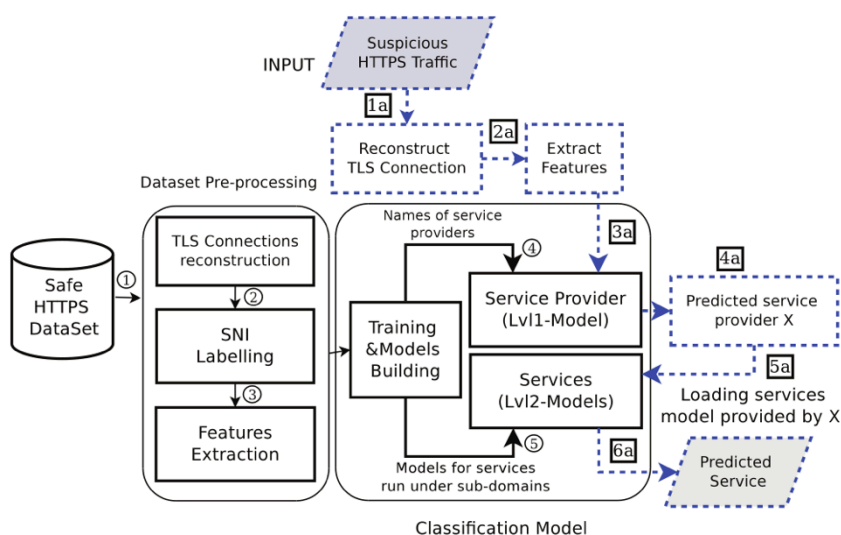 INPUT
Suspicious
HTTPS Traffic
1a
Reconstruct
TLS Connection
2a
Extract
Features
3a
Dataset Pre-processing
Safe
HTTPS
DataSet
1
TLS Connections
reconstruction
2
SNI
Labelling
3
Features
Extraction
Names of service
providers
4
Training
&Models
Building
Service Provider
(Lvl1-Model)
Services
(Lvl2-Models)
5
Models for services
run under sub-domains
4a
Predicted service
provider X
5a
Loading services
model provided by X
6a
Predicted
Service
Classification Model